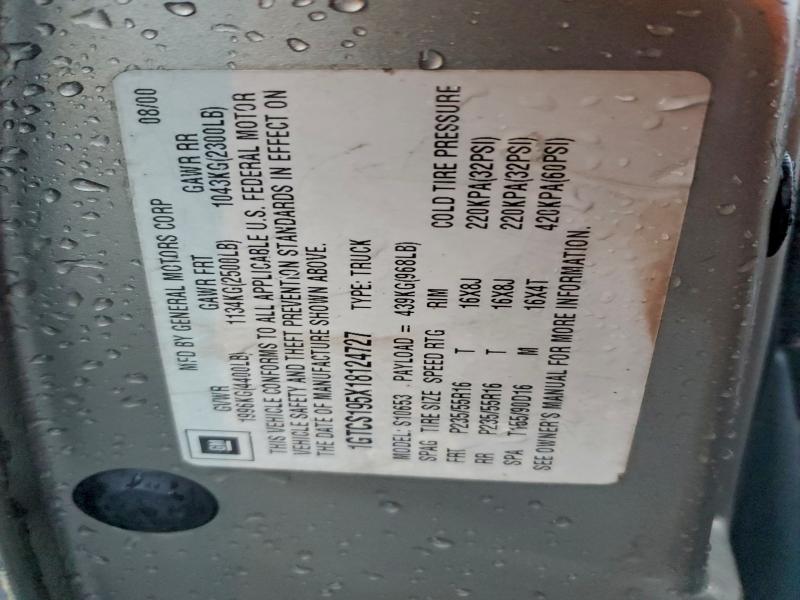 MFD BY GENERAL MOTORS CORP 08/00
GM
GVWR GAWR FRT GAWR RR
1996KG(4400LB) 1134KG(2500LB) 1043KG(2300LB)
THIS VEHICLE CONFORMS TO ALL APPLICABLE U.S. FEDERAL MOTOR
VEHICLE SAFETY AND THEFT PREVENTION STANDARDS IN EFFECT ON
THE DATE OF MANUFACTURE SHOWN ABOVE.
1GTCS195X18124727 TYPE: TRUCK
MODEL: S10653 PAYLOAD = 439KG(968LB)
SPAG TIRE SIZE SPEED RTG RIM COLD TIRE PRESSURE
FRT P235/55R16 T 16X8J 220KPA(32PSI)
RR P235/55R16 T 16X8J 220KPA(32PSI)
SPA T165/90D16 M 16X4T 420KPA(60PSI)
SEE OWNER'S MANUAL FOR MORE INFORMATION.